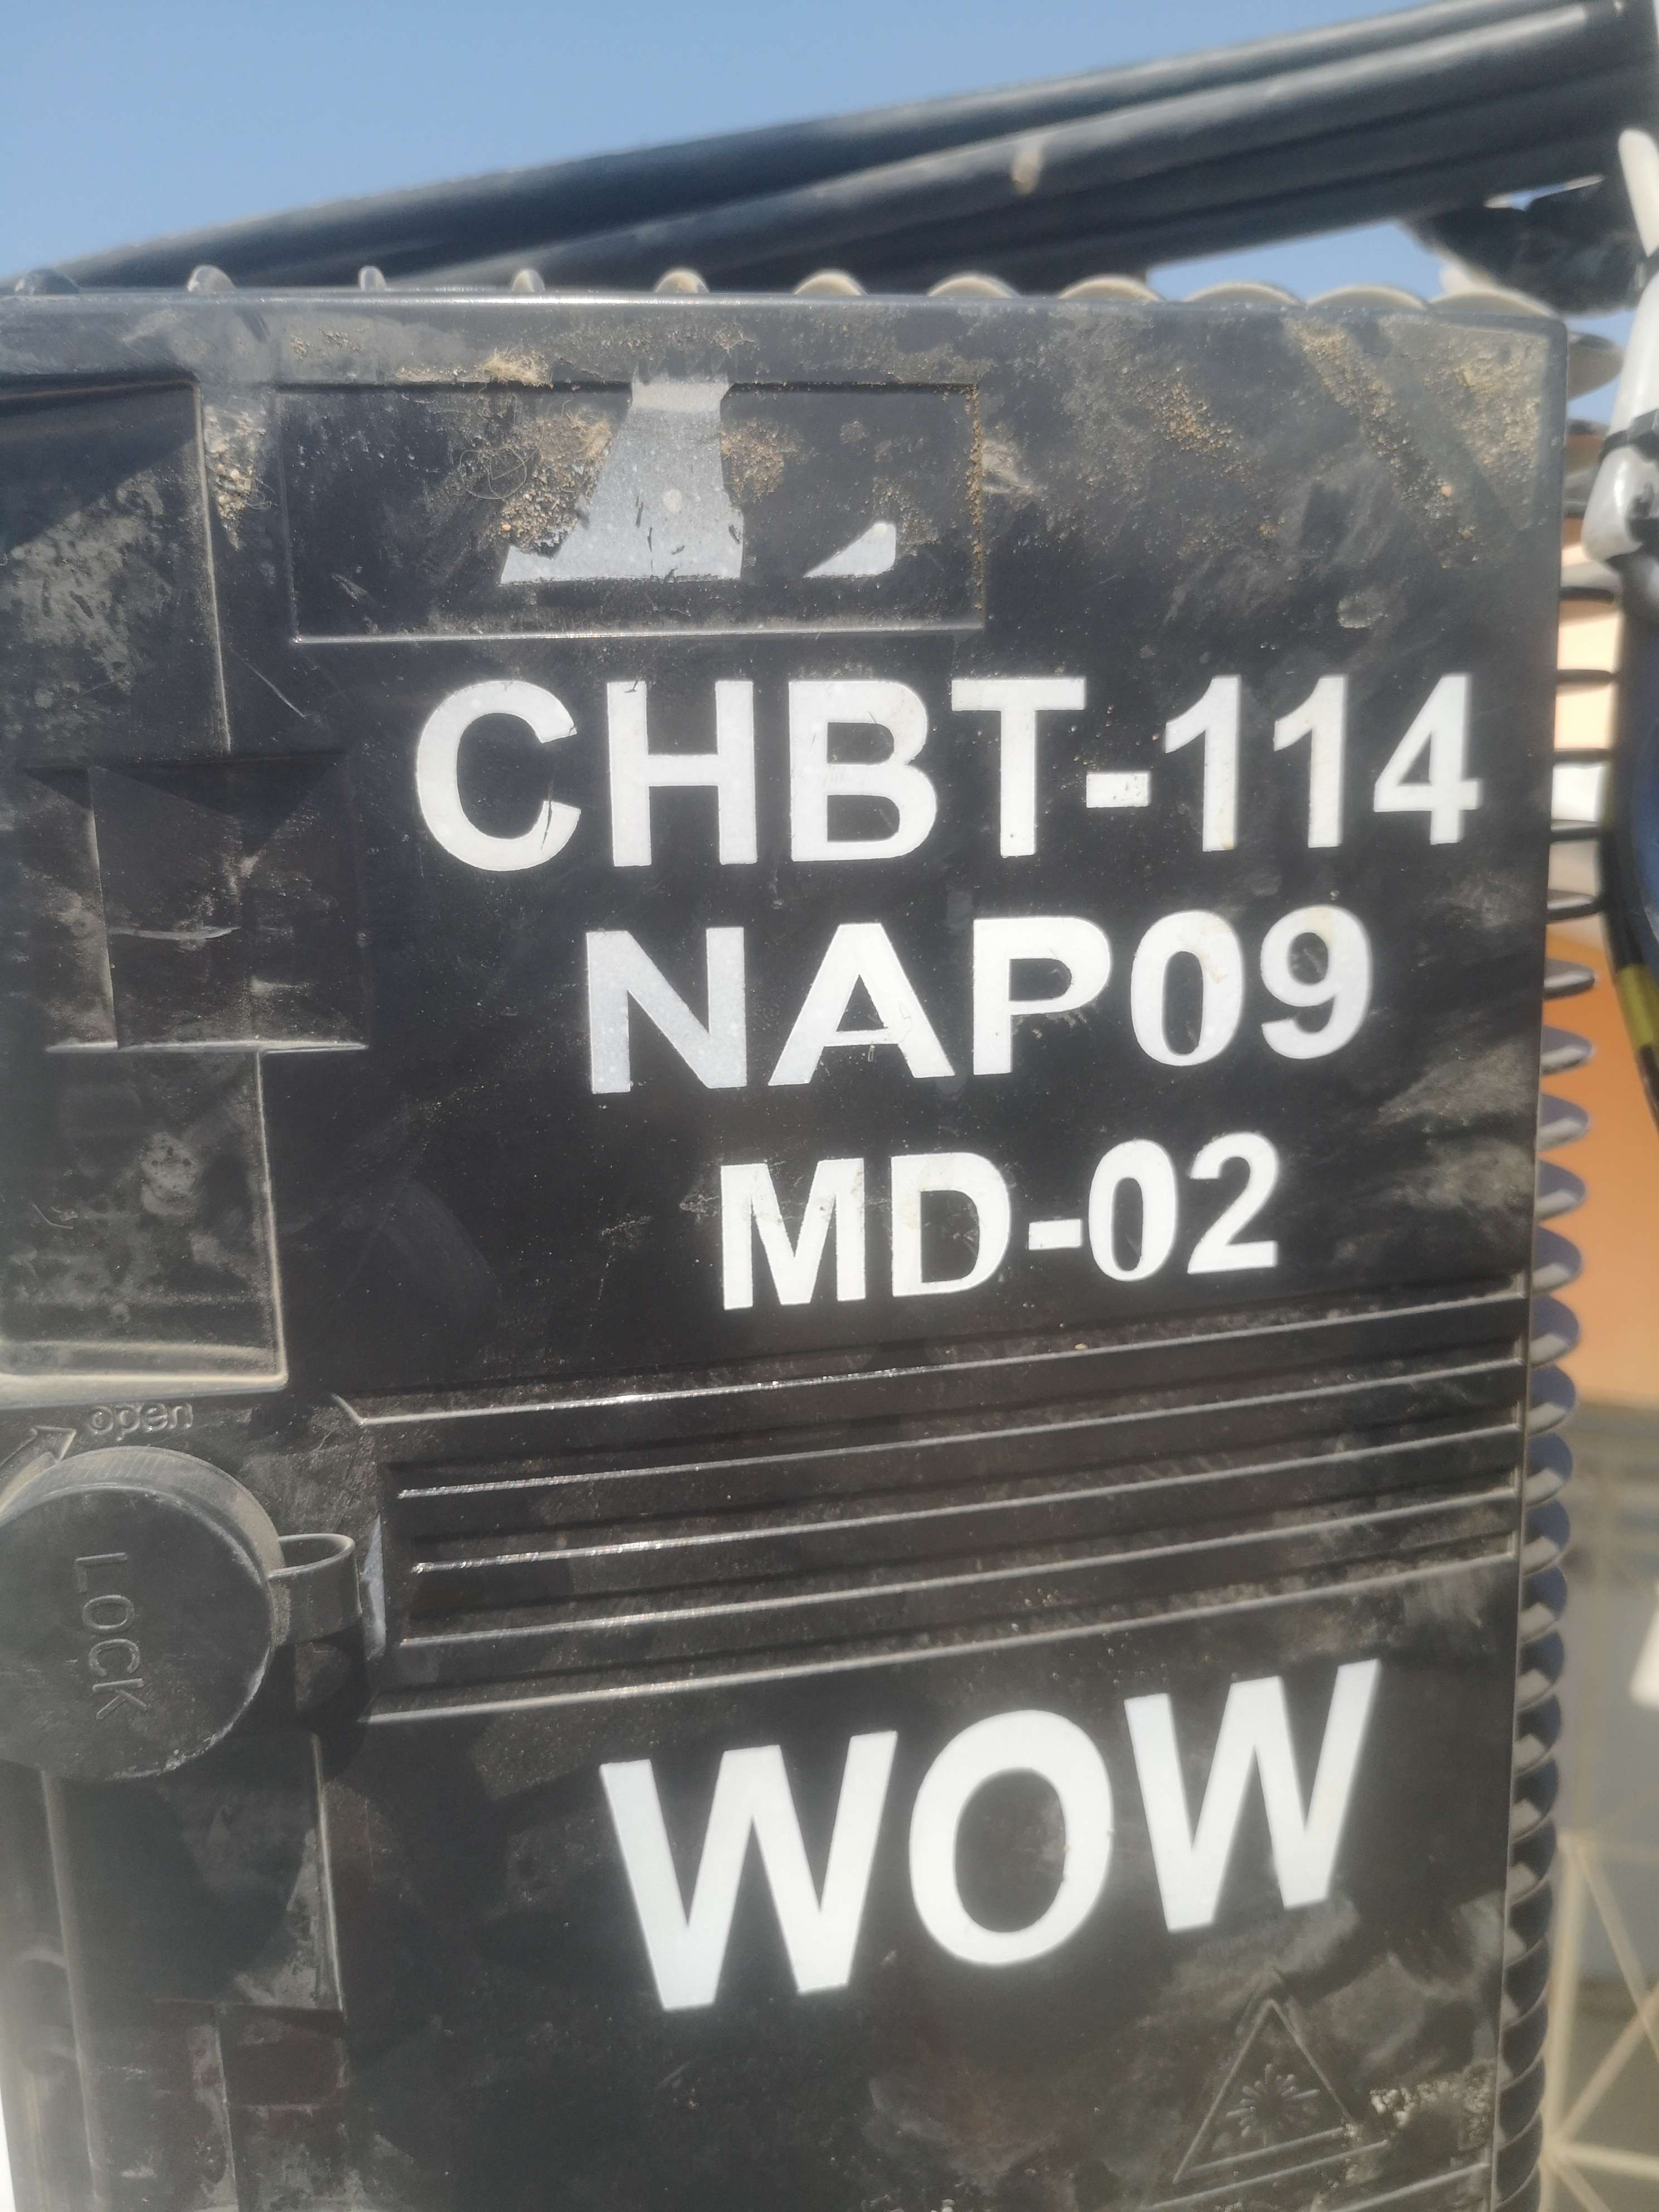 CHBT-114
NAP09
MD-02
open
LOCK
WOW